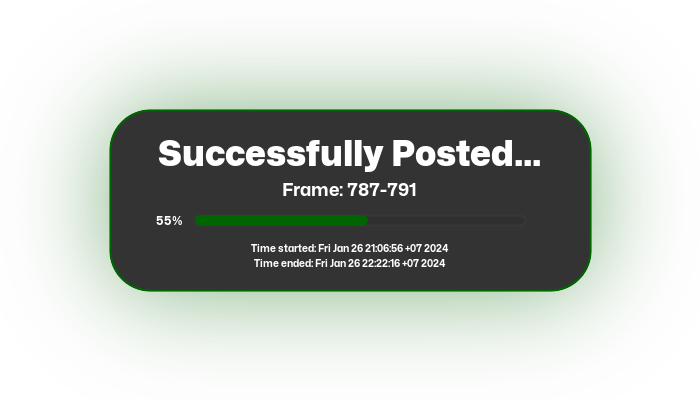 Successfully Posted...
Frame: 787-791
55%
Time started: Fri Jan 26 21:06:56 +07 2024
Time ended: Fri Jan 26 22:22:16 +07 2024